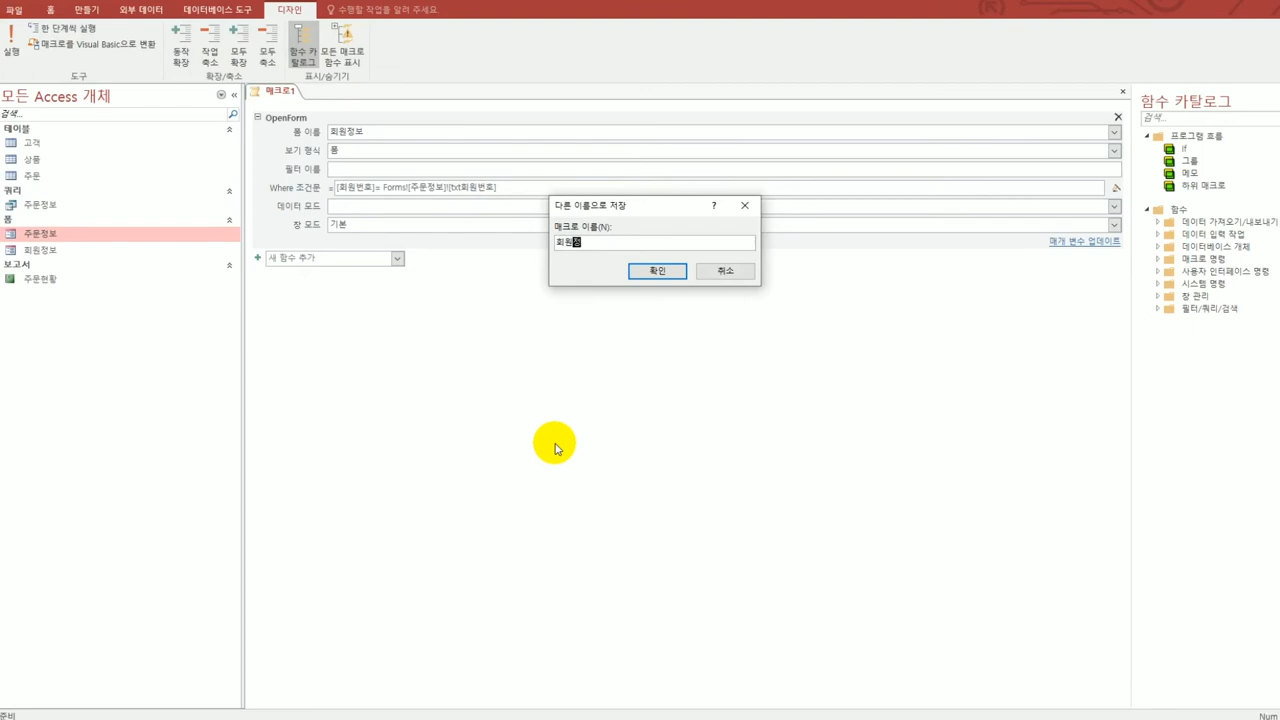 파일 홈 만들기 외부 데이터 데이터베이스 도구 디자인 수행할 작업을 알려 주세요.
실행
한 단계씩 실행
매크로를 Visual Basic으로 변환
도구
동작 확장
작업 축소
모두 확장
모두 축소
확장/축소
함수 카탈로그
모든 매크로 함수 표시
표시/숨기기
모든 Access 개체
검색...
테이블
고객
상품
주문
쿼리
주문정보
폼
주문정보
회원정보
보고서
주문현황
매크로1
OpenForm
폼 이름 회원정보
보기 형식 폼
필터 이름
Where 조건문 = [회원번호]= Forms![주문정보]![txt회원번호]
데이터 모드
창 모드 기본
매개 변수 업데이트
새 함수 추가
다른 이름으로 저장 ?
매크로 이름(N):
회원정
확인 취소
함수 카탈로그
검색...
프로그램 흐름
if
그룹
메모
하위 매크로
함수
데이터 가져오기/내보내기
데이터 입력 작업
데이터베이스 개체
매크로 명령
사용자 인터페이스 명령
시스템 명령
창 관리
필터/쿼리/검색
준비 Num